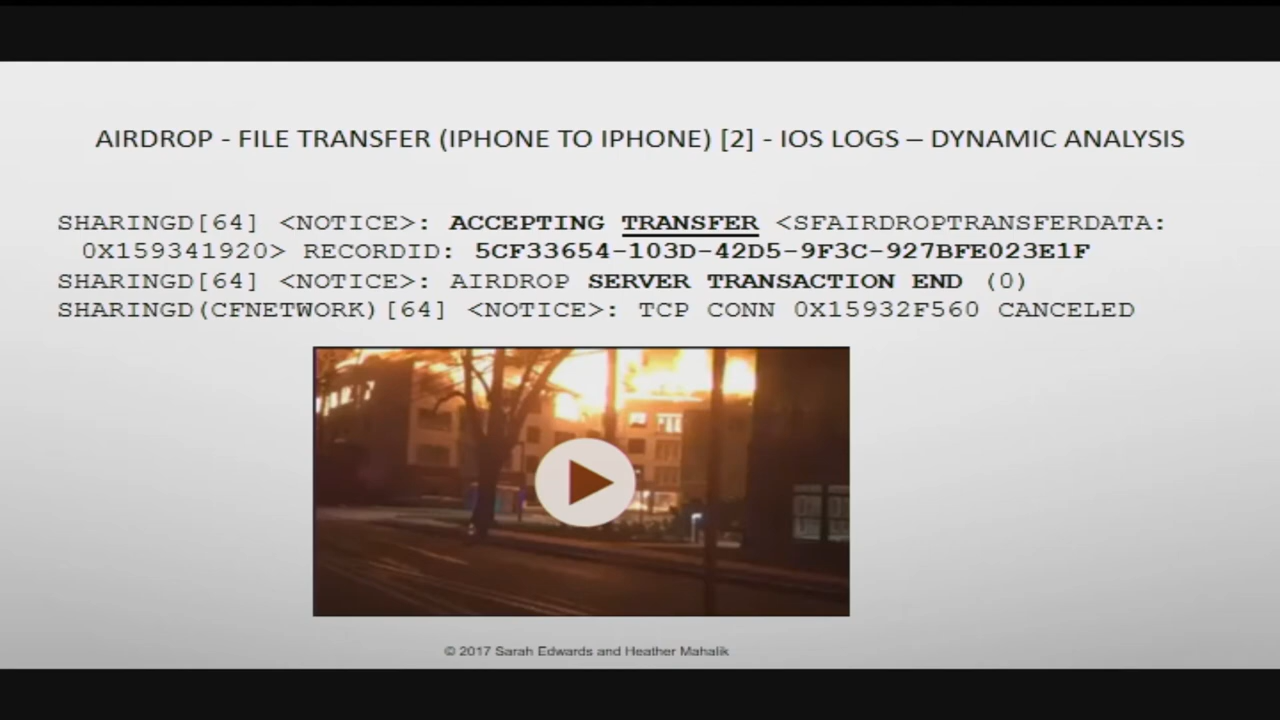 AIRDROP - FILE TRANSFER (IPHONE TO IPHONE) [2] - IOS LOGS – DYNAMIC ANALYSIS
SHARINGD[64] <NOTICE>: ACCEPTING TRANSFER <SFAIRDROPTRANSFERDATA:
0X159341920> RECORDID: 5CF33654-103D-42D5-9F3C-927BFE023E1F
SHARINGD[64] <NOTICE>: AIRDROP SERVER TRANSACTION END (0)
SHARINGD(CFNETWORK)[64] <NOTICE>: TCP CONN 0X15932F560 CANCELED
© 2017 Sarah Edwards and Heather Mahalik